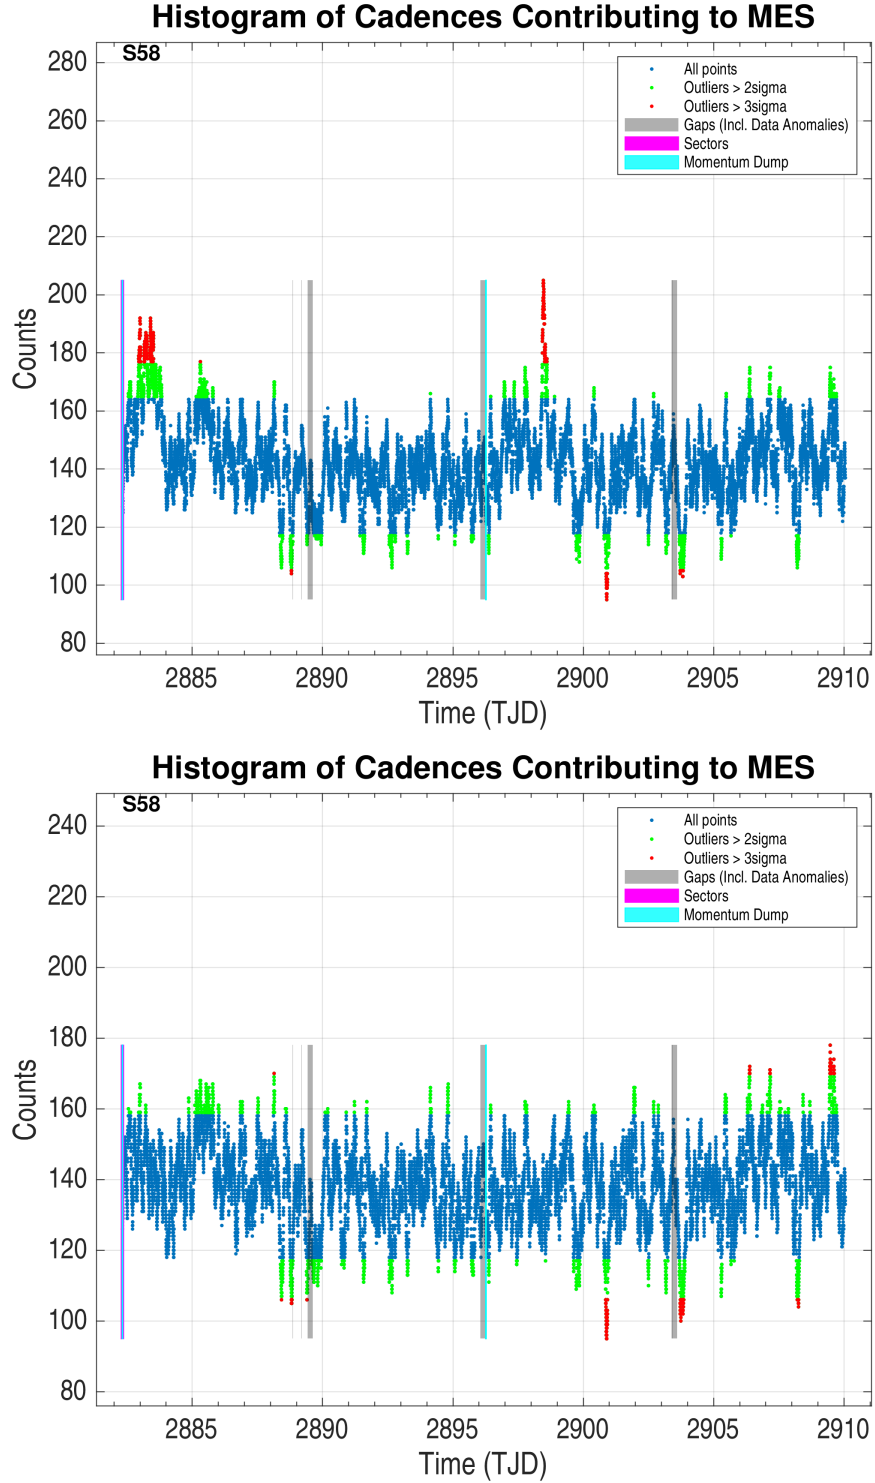 Histogram of Cadences Contributing to MES
S58
All points
Outliers > 2sigma
Outliers > 3sigma
Gaps (Incl. Data Anomalies)
Sectors
Momentum Dump
280
260
240
220
200
180
160
140
120
100
80
Counts
2885 2890 2895 2900 2905 2910
Time (TJD)
Histogram of Cadences Contributing to MES
S58
All points
Outliers > 2sigma
Outliers > 3sigma
Gaps (Incl. Data Anomalies)
Sectors
Momentum Dump
240
220
200
180
160
140
120
100
80
Counts
2885 2890 2895 2900 2905 2910
Time (TJD)